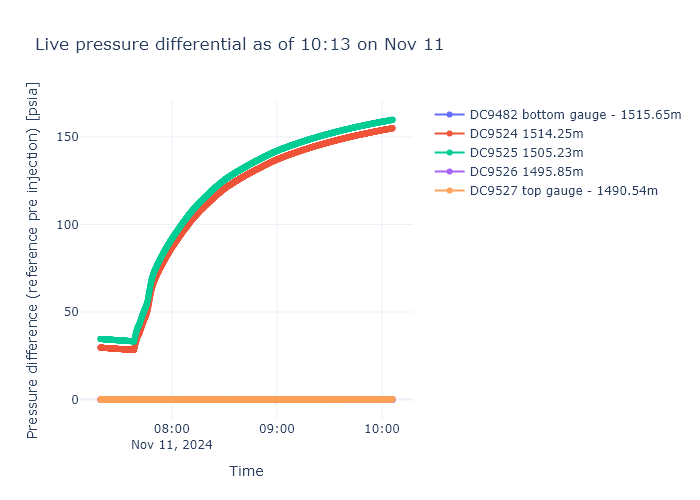 Live pressure differential as of 10:13 on Nov 11
Pressure difference (reference pre injection) [psia]
150
100
50
0
08:00
09:00
10:00
Nov 11, 2024
Time
DC9482 bottom gauge - 1515.65m
DC9524 1514.25m
DC9525 1505.23m
DC9526 1495.85m
DC9527 top gauge - 1490.54m